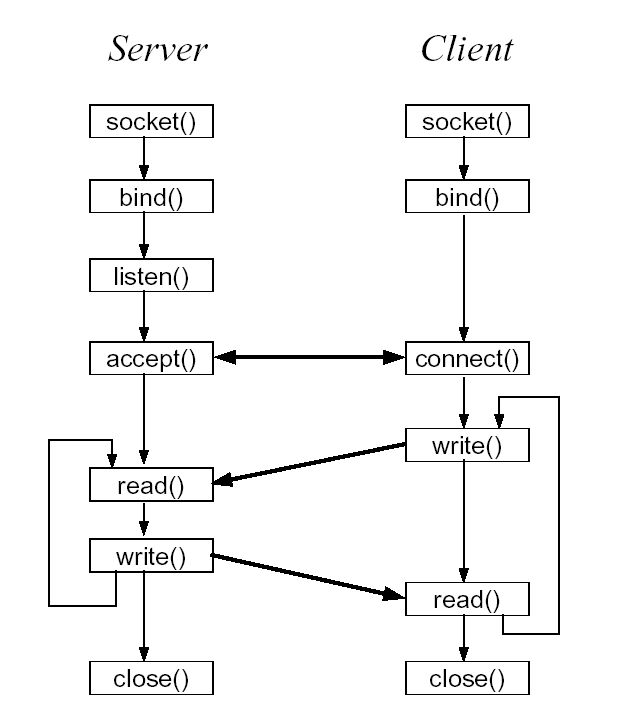 Server
Client
socket()
socket()
bind()
bind()
listen()
accept()
connect()
write()
read()
write()
read()
close()
close()